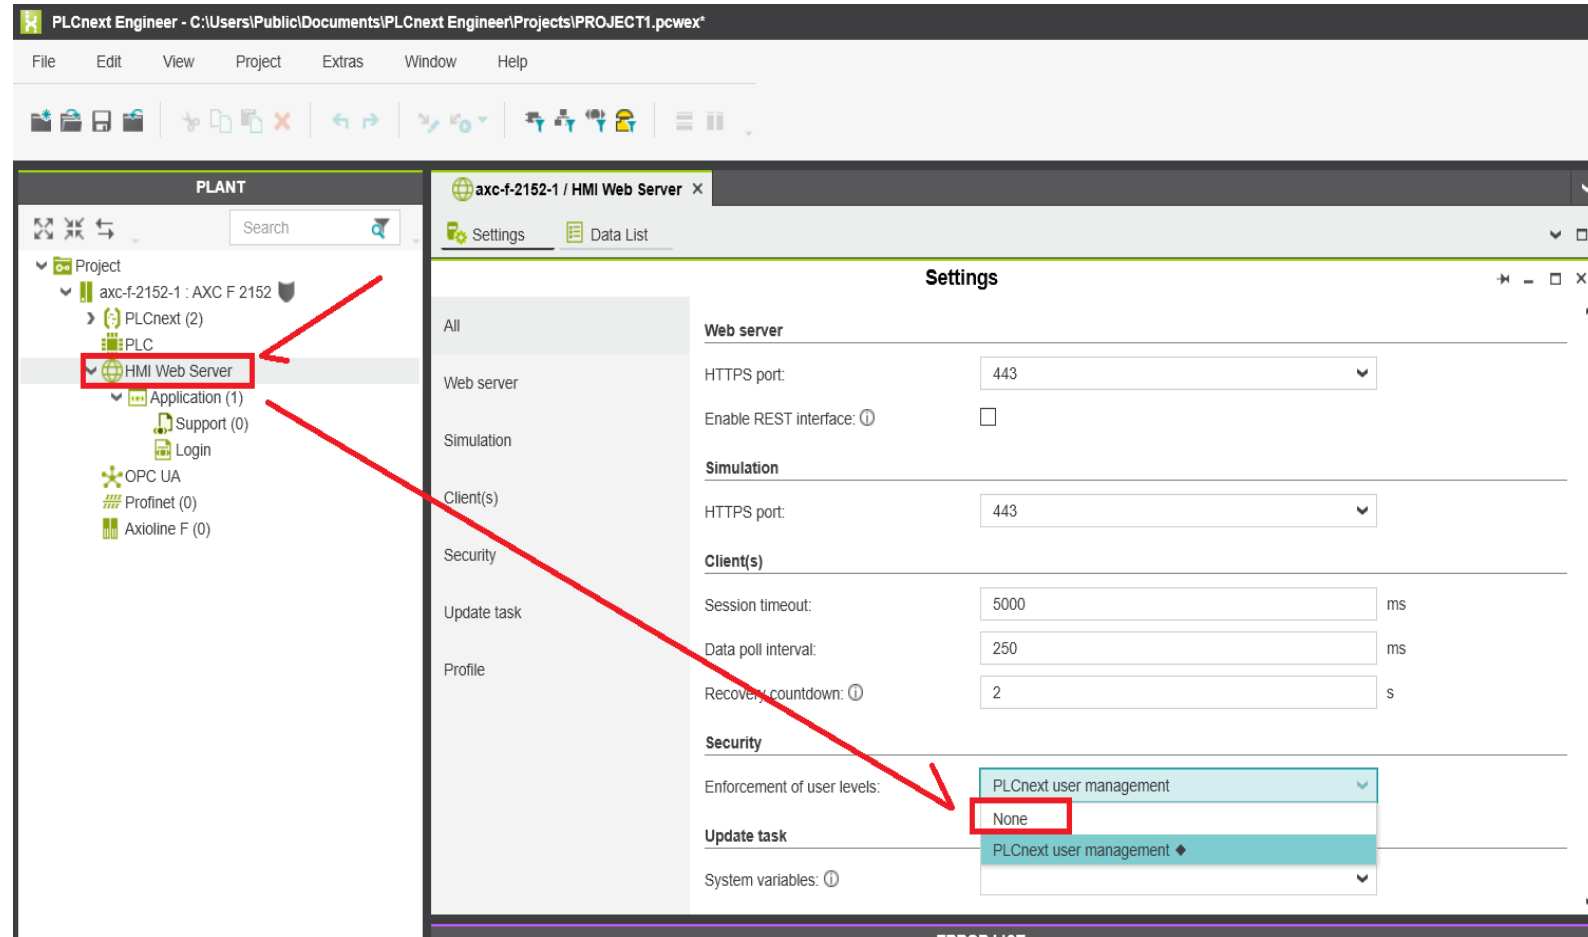 PLCnext Engineer - C:\Users\Public\Documents\PLCnext Engineer\Projects\PROJECT1.pcwex*
File Edit View Project Extras Window Help
PLANT
Search
Project
axc-f-2152-1 : AXC F 2152
PLCnext (2)
PLC
HMI Web Server
Application (1)
Support (0)
Login
OPC UA
Profinet (0)
Axioline F (0)
axc-f-2152-1 / HMI Web Server
Settings Data List
Settings
All
Web server
Simulation
Client(s)
Security
Update task
Profile
Web server
HTTPS port: 443
Enable REST interface:
Simulation
HTTPS port: 443
Client(s)
Session timeout: 5000 ms
Data poll interval: 250 ms
Recovery countdown: 2 s
Security
Enforcement of user levels: PLCnext user management
None
PLCnext user management ◆
Update task
System variables: